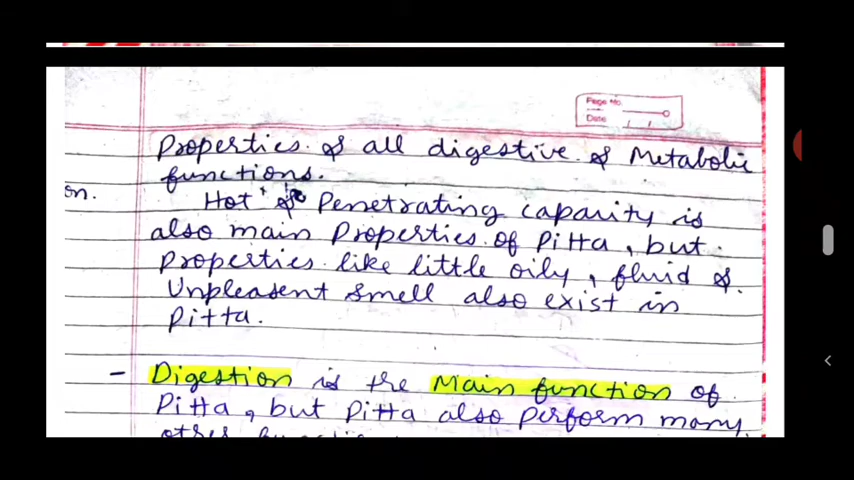 Page No.
Date
Properties & all digestive & Metabolic
functions.
on.
Hot & Penetrating capacity is
also main Properties of Pitta, but
properties like little oily, fluid &
Unpleasent smell also exist in
Pitta.
- Digestion is the Main function of
Pitta, but Pitta also perform many
other